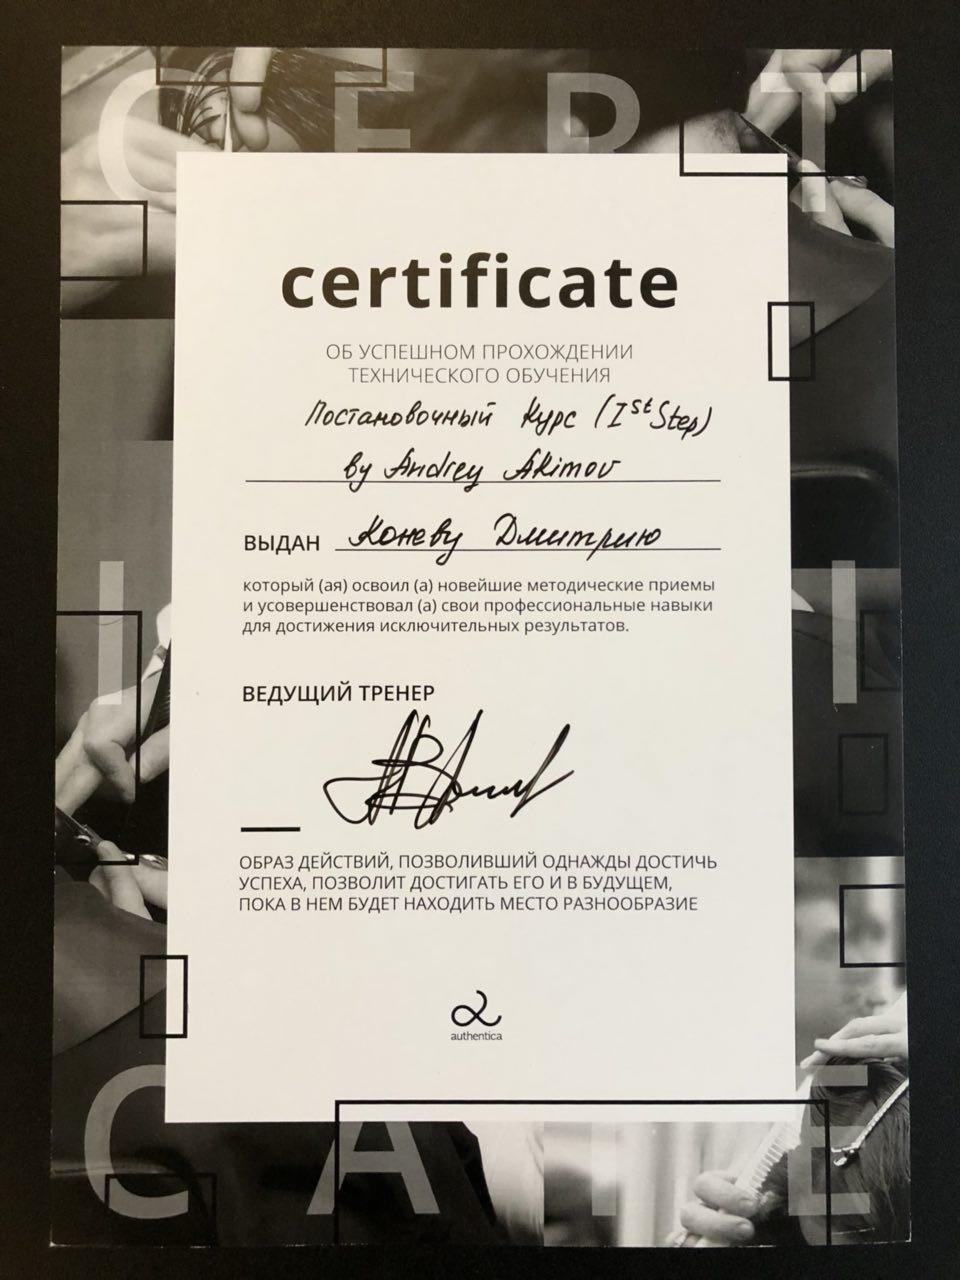 CERT
certificate
ОБ УСПЕШНОМ ПРОХОЖДЕНИИ
ТЕХНИЧЕСКОГО ОБУЧЕНИЯ
Постановочный Курс (Ist Step)
by Andrey Akimov
ВЫДАН Коневу Дмитрию
который (ая) освоил (а) новейшие методические приемы
и усовершенствовал (а) свои профессиональные навыки
для достижения исключительных результатов.
I I
ВЕДУЩИЙ ТРЕНЕР
ОБРАЗ ДЕЙСТВИЙ, ПОЗВОЛИВШИЙ ОДНАЖДЫ ДОСТИЧЬ
УСПЕХА, ПОЗВОЛИТ ДОСТИГАТЬ ЕГО И В БУДУЩЕМ,
ПОКА В НЕМ БУДЕТ НАХОДИТЬ МЕСТО РАЗНООБРАЗИЕ
authentica
CATE